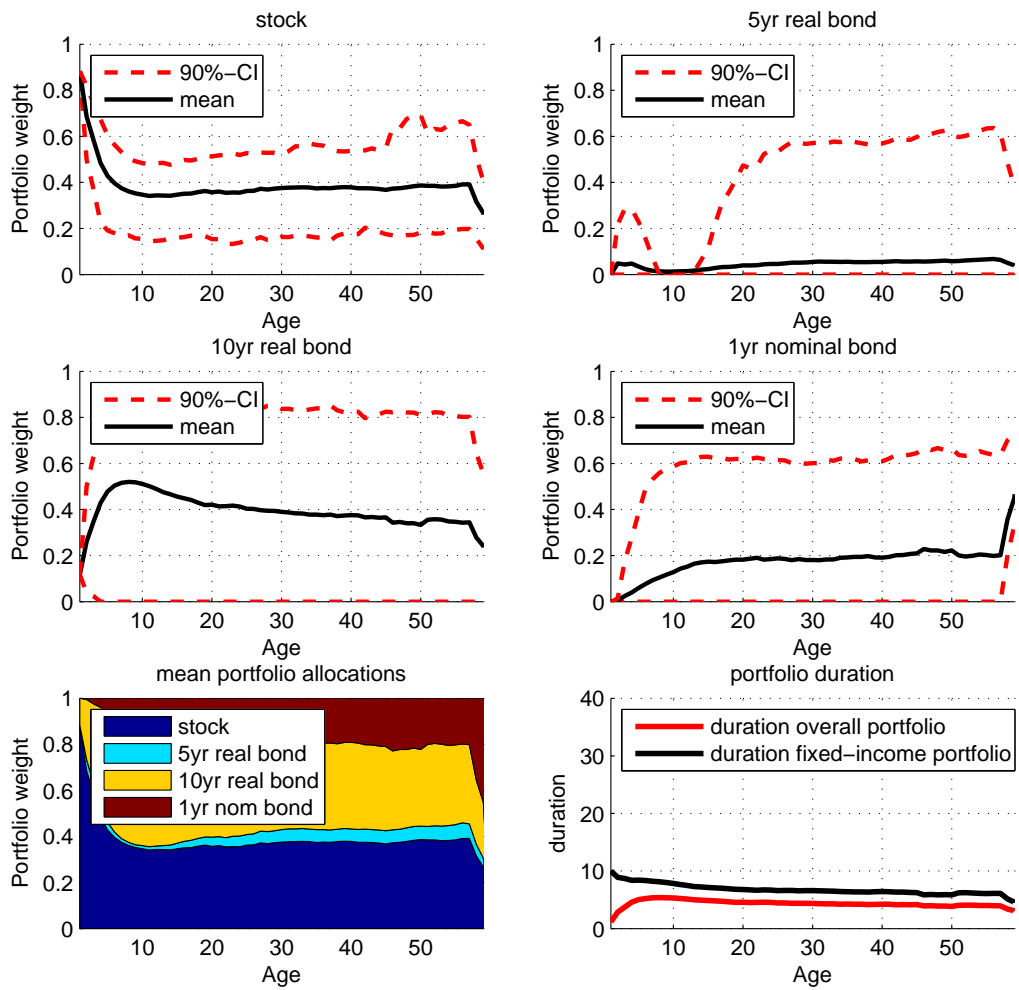 stock
1
0.8
0.6
0.4
0.2
0
Portfolio weight
90%−CI
mean
10 20 30 40 50
Age
5yr real bond
1
0.8
0.6
0.4
0.2
0
Portfolio weight
90%−CI
mean
10 20 30 40 50
Age
10yr real bond
1
0.8
0.6
0.4
0.2
0
Portfolio weight
90%−CI
mean
10 20 30 40 50
Age
1yr nominal bond
1
0.8
0.6
0.4
0.2
0
Portfolio weight
90%−CI
mean
10 20 30 40 50
Age
mean portfolio allocations
1
0.8
0.6
0.4
0.2
0
Portfolio weight
stock
5yr real bond
10yr real bond
1yr nom bond
10 20 30 40 50
Age
portfolio duration
40
30
20
10
0
duration
duration overall portfolio
duration fixed−income portfolio
10 20 30 40 50
Age